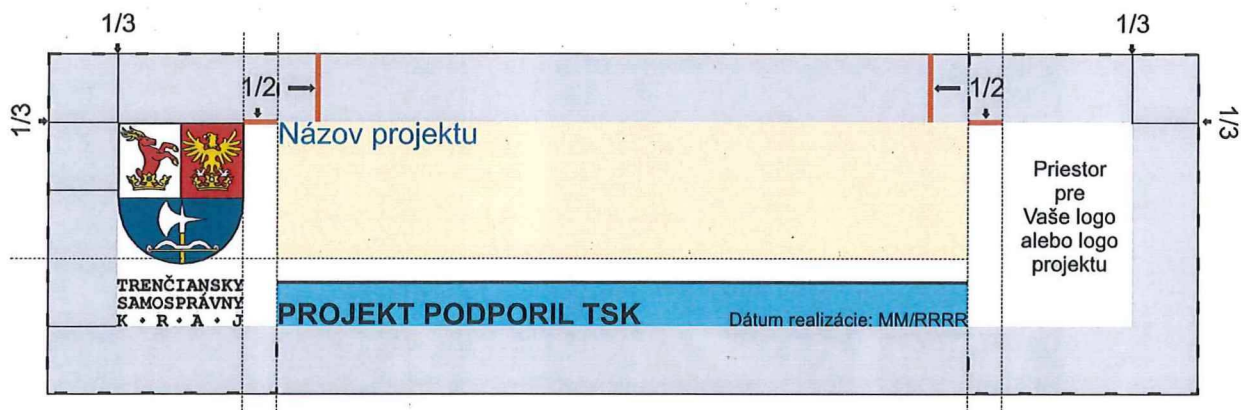 1/3
1/3
1/2
1/2
1/3
1/3
Názov projektu
Priestor
pre
Vaše logo
alebo logo
projektu
TRENČIANSKY
SAMOSPRÁVNY
K · R · A · J
PROJEKT PODPORIL TSK
Dátum realizácie: MM/RRRR